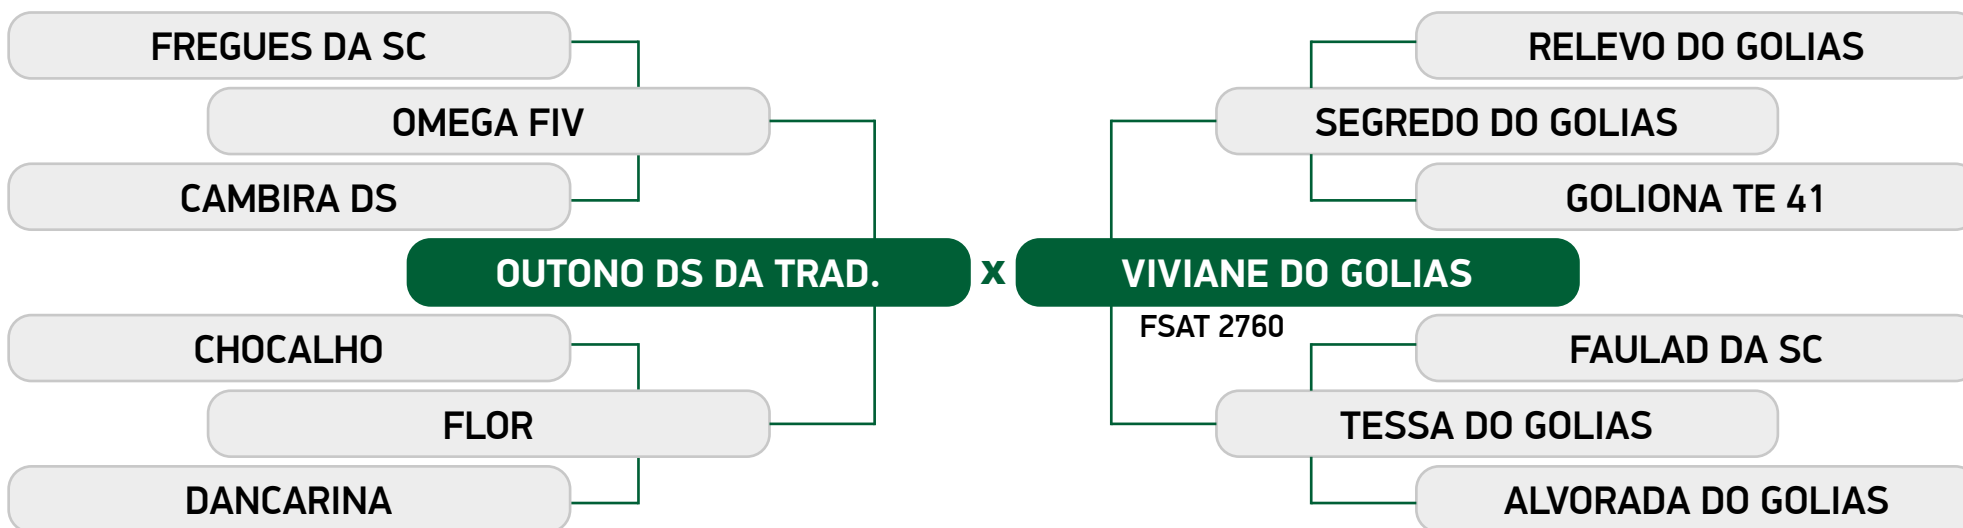 FREGUES DA SC
RELEVO DO GOLIAS
OMEGA FIV
SEGREDO DO GOLIAS
CAMBIRA DS
GOLIONA TE 41
OUTONO DS DA TRAD. x VIVIANE DO GOLIAS
FSAT 2760
CHOCALHO
FAULAD DA SC
FLOR
TESSA DO GOLIAS
DANCARINA
ALVORADA DO GOLIAS